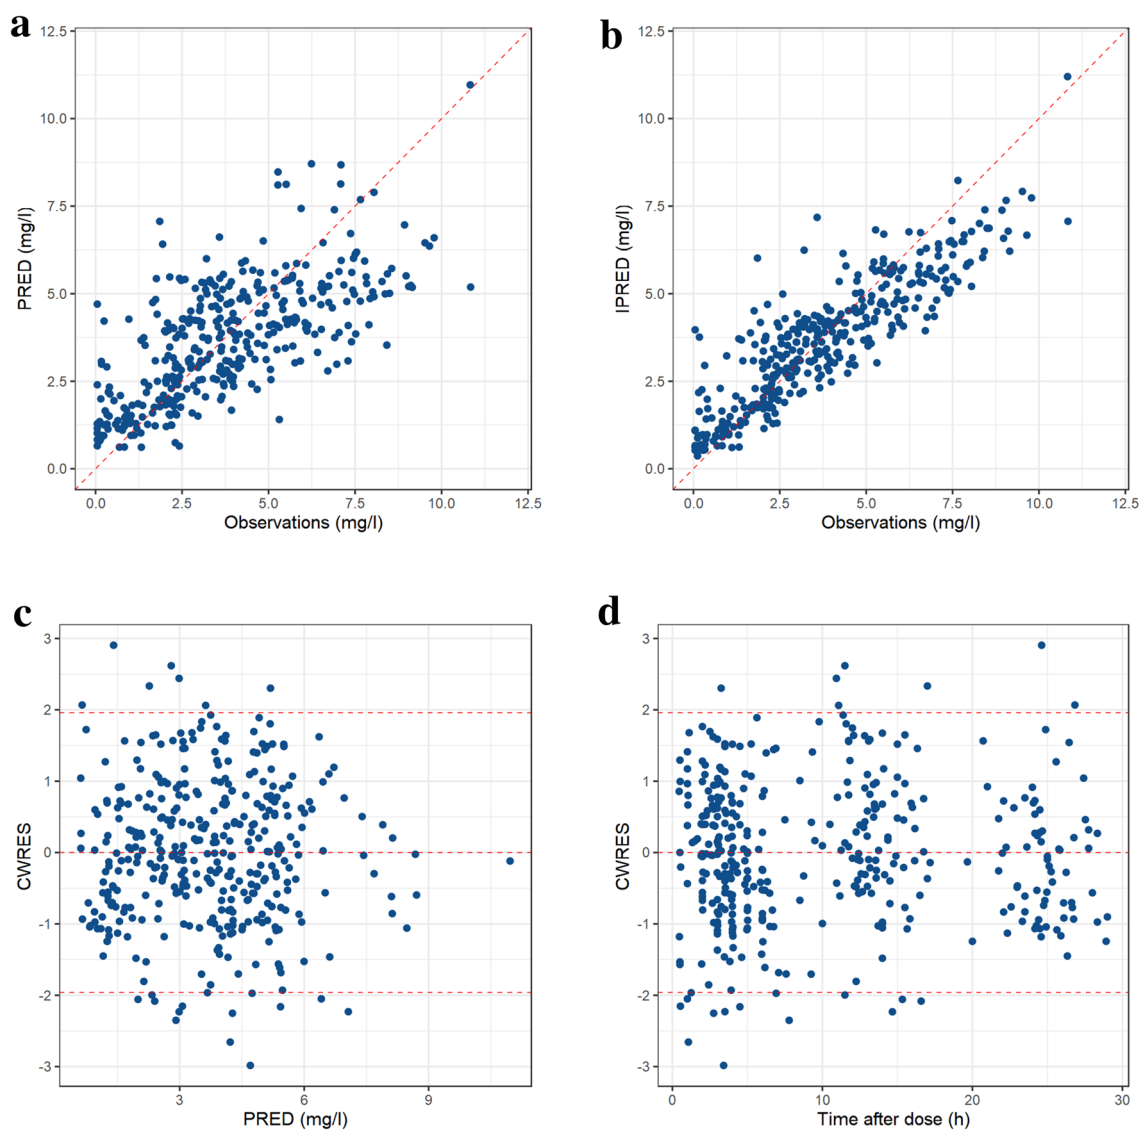 a
12.5
10.0
7.5
5.0
2.5
0.0
PRED (mg/l)
0.0 2.5 5.0 7.5 10.0 12.5
Observations (mg/l)
b
12.5
10.0
7.5
5.0
2.5
0.0
IPRED (mg/l)
0.0 2.5 5.0 7.5 10.0 12.5
Observations (mg/l)
c
3
2
1
0
-1
-2
-3
CWRES
3 6 9
PRED (mg/l)
d
3
2
1
0
-1
-2
-3
CWRES
0 10 20 30
Time after dose (h)